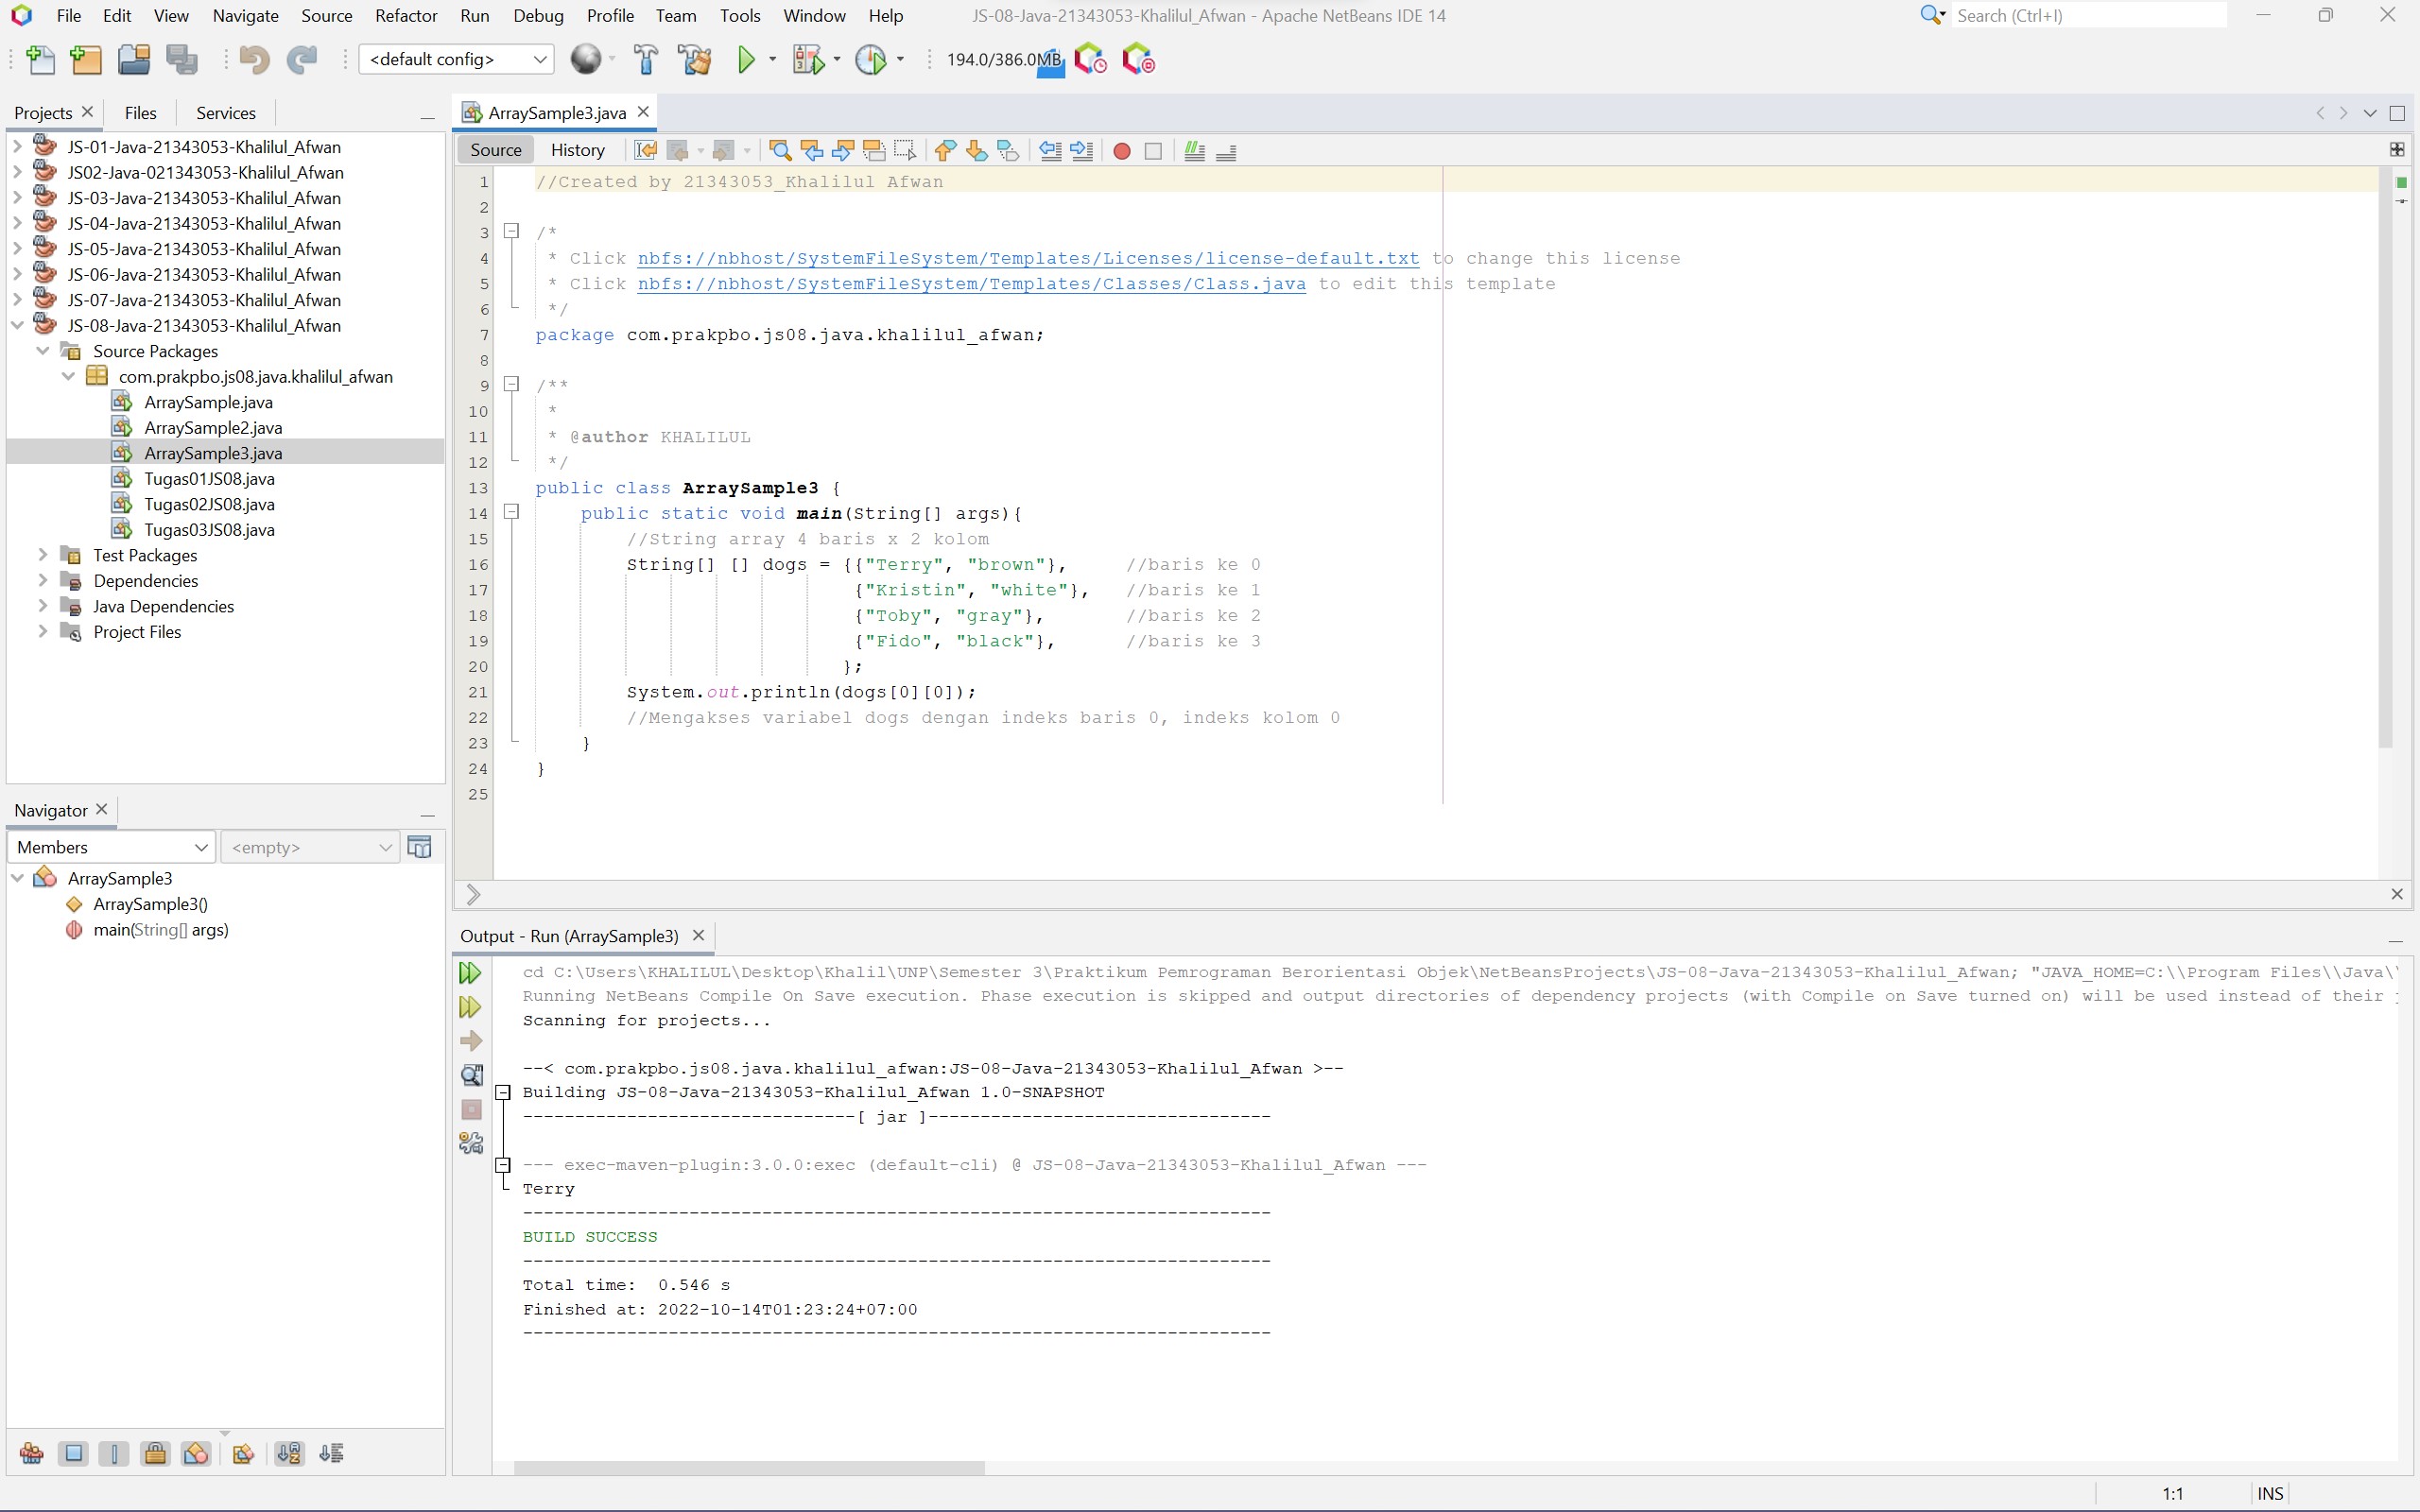 File Edit View Navigate Source Refactor Run Debug Profile Team Tools Window Help JS-08-Java-21343053-Khalilul_Afwan - Apache NetBeans IDE 14 Search (Ctrl+I)
<default config> 194.0/386.0MB
Projects Files Services
JS-01-Java-21343053-Khalilul_Afwan
JS02-Java-021343053-Khalilul_Afwan
JS-03-Java-21343053-Khalilul_Afwan
JS-04-Java-21343053-Khalilul_Afwan
JS-05-Java-21343053-Khalilul_Afwan
JS-06-Java-21343053-Khalilul_Afwan
JS-07-Java-21343053-Khalilul_Afwan
JS-08-Java-21343053-Khalilul_Afwan
Source Packages
com.prakpbo.js08.java.khalilul_afwan
ArraySample.java
ArraySample2.java
ArraySample3.java
Tugas01JS08.java
Tugas02JS08.java
Tugas03JS08.java
Test Packages
Dependencies
Java Dependencies
Project Files
Navigator
Members <empty>
ArraySample3
ArraySample3()
main(String[] args)
ArraySample3.java
Source History
1 //Created by 21343053_Khalilul Afwan
2
3 /*
4 * Click nbfs://nbhost/SystemFileSystem/Templates/Licenses/license-default.txt to change this license
5 * Click nbfs://nbhost/SystemFileSystem/Templates/Classes/Class.java to edit this template
6 */
7 package com.prakpbo.js08.java.khalilul_afwan;
8
9 /**
10 *
11 * @author KHALILUL
12 */
13 public class ArraySample3 {
14 public static void main(String[] args){
15 //String array 4 baris x 2 kolom
16 String[] [] dogs = {{"Terry", "brown"}, //baris ke 0
17 {"Kristin", "white"}, //baris ke 1
18 {"Toby", "gray"}, //baris ke 2
19 {"Fido", "black"}, //baris ke 3
20 };
21 System.out.println(dogs[0][0]);
22 //Mengakses variabel dogs dengan indeks baris 0, indeks kolom 0
23 }
24 }
25
Output - Run (ArraySample3)
cd C:\Users\KHALILUL\Desktop\Khalil\UNP\Semester 3\Praktikum Pemrograman Berorientasi Objek\NetBeansProjects\JS-08-Java-21343053-Khalilul_Afwan; "JAVA_HOME=C:\\Program Files\\Java\\
Running NetBeans Compile On Save execution. Phase execution is skipped and output directories of dependency projects (with Compile on Save turned on) will be used instead of their
Scanning for projects...
--< com.prakpbo.js08.java.khalilul_afwan:JS-08-Java-21343053-Khalilul_Afwan >--
Building JS-08-Java-21343053-Khalilul_Afwan 1.0-SNAPSHOT
--------------------------------[ jar ]---------------------------------
--- exec-maven-plugin:3.0.0:exec (default-cli) @ JS-08-Java-21343053-Khalilul_Afwan ---
Terry
------------------------------------------------------------------------
BUILD SUCCESS
------------------------------------------------------------------------
Total time: 0.546 s
Finished at: 2022-10-14T01:23:24+07:00
------------------------------------------------------------------------
1:1 INS